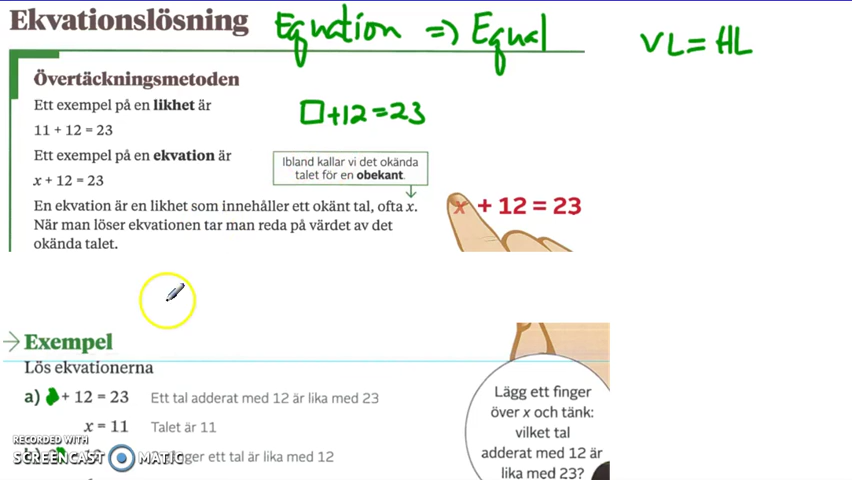 Ekvationslösning
Equation => Equal
VL = HL
Övertäckningsmetoden
Ett exempel på en likhet är
11 + 12 = 23
□+12=23
Ett exempel på en ekvation är
x + 12 = 23
Ibland kallar vi det okända
talet för en obekant.
En ekvation är en likhet som innehåller ett okänt tal, ofta x.
När man löser ekvationen tar man reda på värdet av det
okända talet.
x + 12 = 23
Exempel
Lös ekvationerna
a) + 12 = 23 Ett tal adderat med 12 är lika med 23
x = 11 Talet är 11
ger ett tal är lika med 12
Lägg ett finger
över x och tänk:
vilket tal
adderat med 12 är
lika med 23?
RECORDED WITH
SCREENCAST MATIC